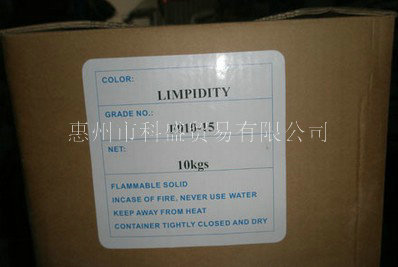 COLOR:
LIMPIDITY
GRADE NO.:
惠州市科盛贸易有限公司
NET:
10kgs
FLAMMABLE SOLID
INCASE OF FIRE, NEVER USE WATER
KEEP AWAY FROM HEAT
CONTAINER TIGHTLY CLOSED AND DRY